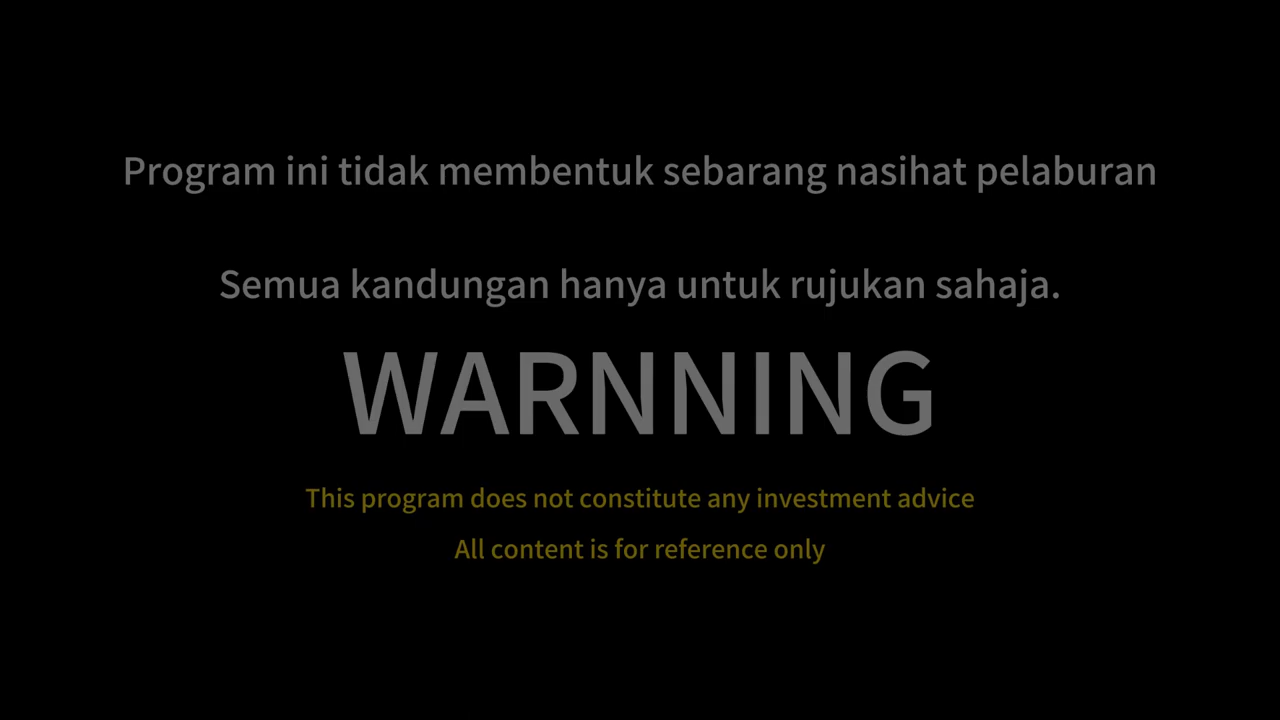 Program ini tidak membentuk sebarang nasihat pelaburan
Semua kandungan hanya untuk rujukan sahaja.
WARNNING
This program does not constitute any investment advice
All content is for reference only